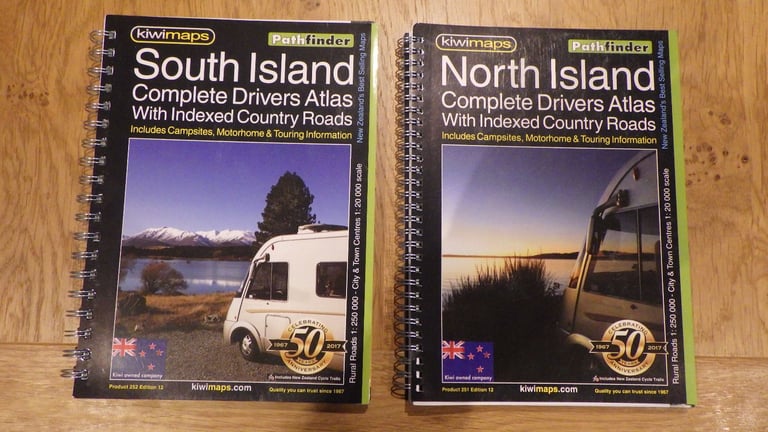 kiwimaps
Pathfinder
South Island
Complete Drivers Atlas
With Indexed Country Roads
Includes Campsites, Motorhome & Touring Information
New Zealand's Best Selling Maps
Rural Roads 1: 250 000 - City & Town Centres 1: 20 000 scale
CELEBRATING
1967 50 2017
YEARS
ANNIVERSARY
Kiwi owned company
Includes New Zealand Cycle Trails
Product 252 Edition 12
kiwimaps.com
Quality you can trust since 1967
kiwimaps
Pathfinder
North Island
Complete Drivers Atlas
With Indexed Country Roads
Includes Campsites, Motorhome & Touring Information
New Zealand's Best Selling Maps
Rural Roads 1: 250 000 - City & Town Centres 1: 20 000 scale
CELEBRATING
1967 50 2017
YEARS
ANNIVERSARY
Kiwi owned company
Includes New Zealand Cycle Trails
Product 251 Edition 12
kiwimaps.com
Quality you can trust since 1967